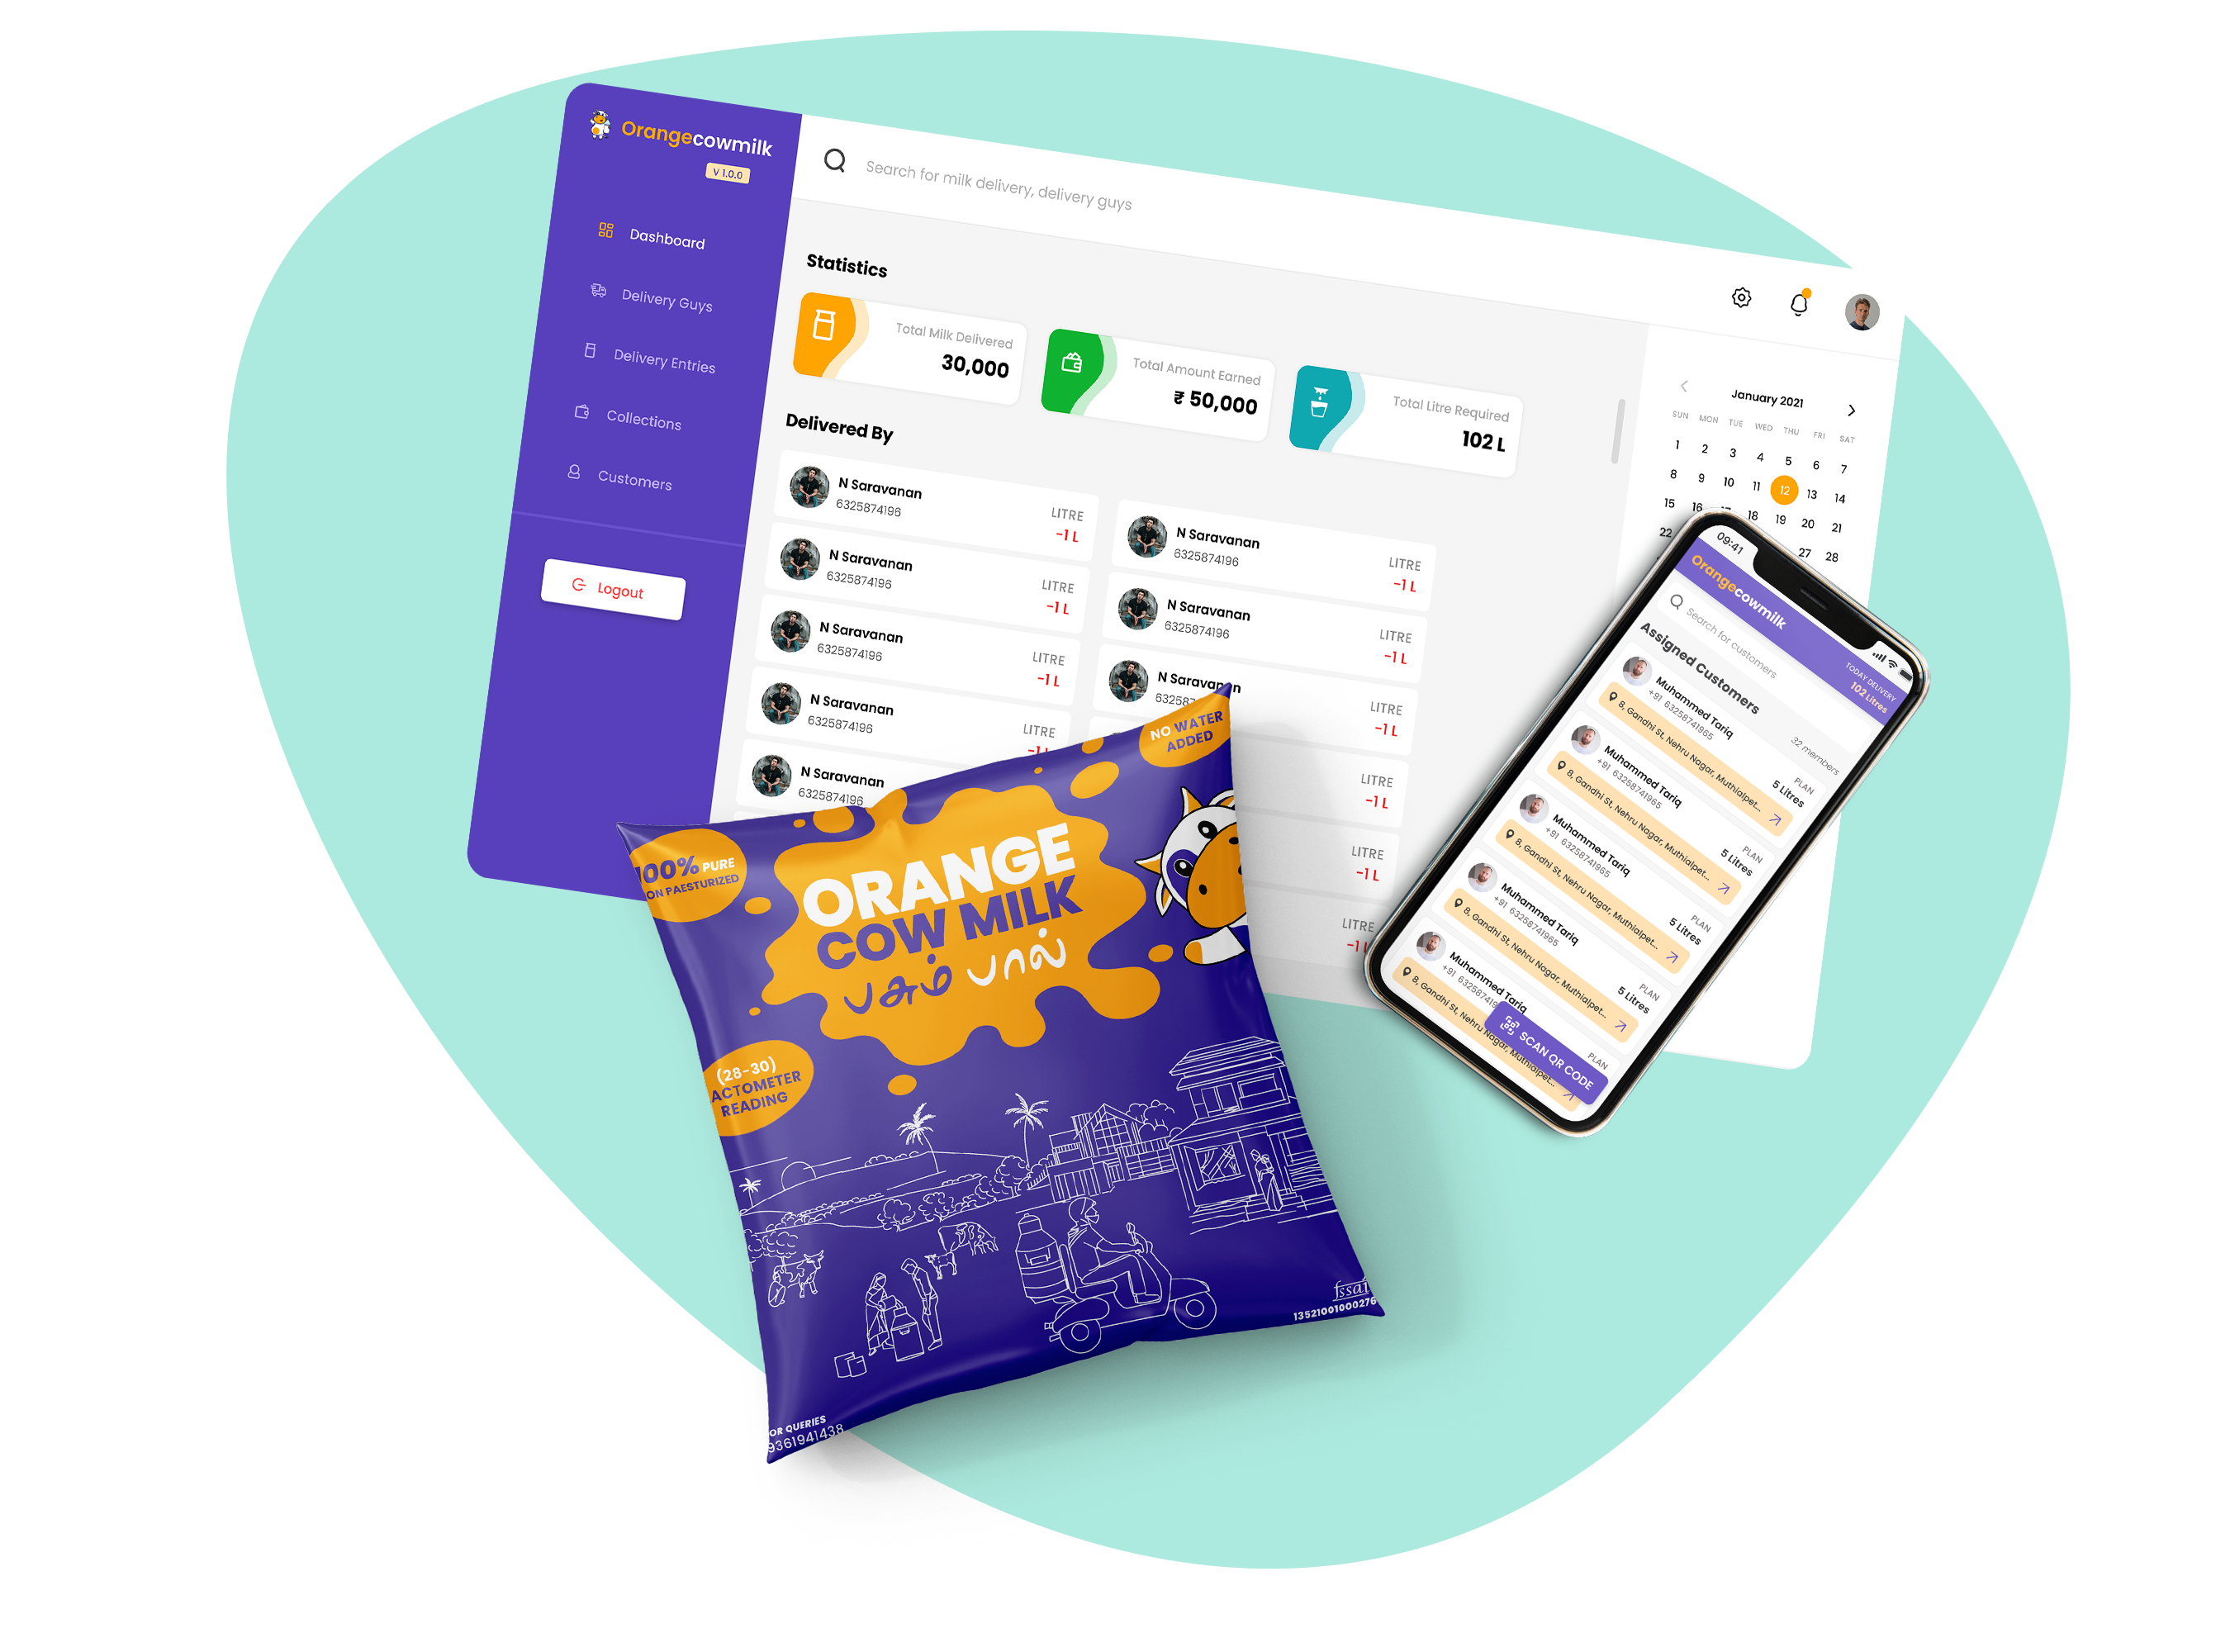 Orangecowmilk
V 1.0.0
Dashboard
Delivery Guys
Delivery Entries
Collections
Customers
Logout
Search for milk delivery, delivery guys
Statistics
Total Milk Delivered
30,000
Total Amount Earned
₹ 50,000
Total Litre Required
102 L
Delivered By
N Saravanan
6325874196
LITRE
-1 L
N Saravanan
6325874196
LITRE
-1 L
N Saravanan
6325874196
LITRE
-1 L
N Saravanan
6325874196
LITRE
-1 L
N Saravanan
6325874196
N Saravanan
6325874196
LITRE
-1 L
N Saravanan
6325874196
LITRE
-1 L
N Saravanan
63258
LITRE
-1 L
LITRE
-1 L
LITRE
-1 L
LITRE
-1
January 2021
SUN MON TUE WED THU FRI SAT
1 2 3 4 5 6 7
8 9 10 11 12 13 14
15 16 17 18 19 20 21
22 27 28
09:41
Orangecowmilk
TODAY DELIVERY
102 Litres
Search for customers
Assigned Customers
32 members
Muhammed Tariq
+91 63258741965
PLAN
5 Litres
8, Gandhi St, Nehru Nagar, Muthialpet...
Muhammed Tariq
+91 63258741965
PLAN
5 Litres
8, Gandhi St, Nehru Nagar, Muthialpet...
Muhammed Tariq
+91 63258741965
PLAN
5 Litres
8, Gandhi St, Nehru Nagar, Muthialpet...
Muhammed Tariq
+91 63258741965
PLAN
5 Litres
8, Gandhi St, Nehru Nagar, Muthialpet...
Muhammed Tariq
+91 632587419
PLAN
8, Gandhi St, Nehru Nagar, Muthialpet...
SCAN QR CODE
NO WATER
ADDED
100% PURE
ON PAESTURIZED
ORANGE
COW MILK
பசும் பால்
(28-30)
ACTOMETER
READING
fssai
13521001000276
OR QUERIES
9361941438